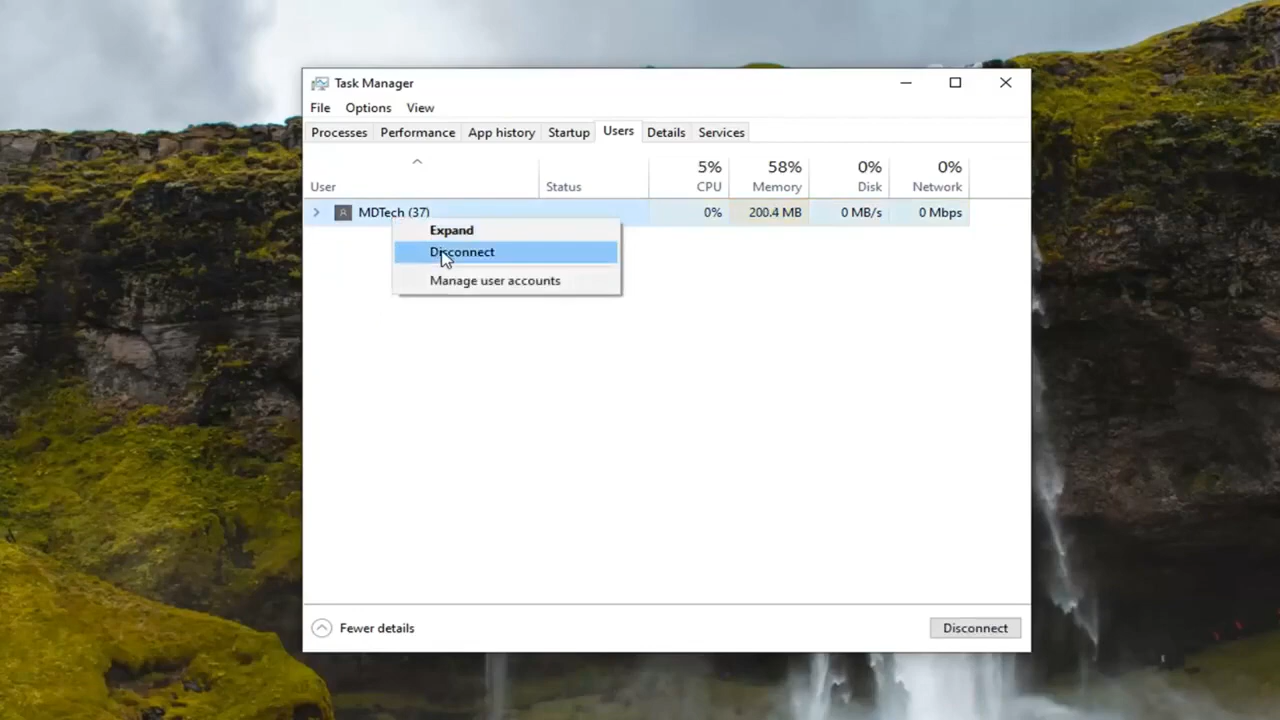 Task Manager
File Options View
Processes Performance App history Startup Users Details Services
5% 58% 0% 0%
User Status CPU Memory Disk Network
MDTech (37) 0% 200.4 MB 0 MB/s 0 Mbps
Expand
Disconnect
Manage user accounts
Fewer details Disconnect